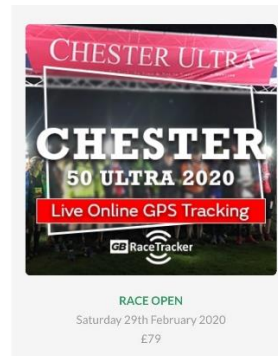 CHESTER ULTRA
CHESTER
50 ULTRA 2020
Live Online GPS Tracking
GB RaceTracker
RACE OPEN
Saturday 29th February 2020
£79